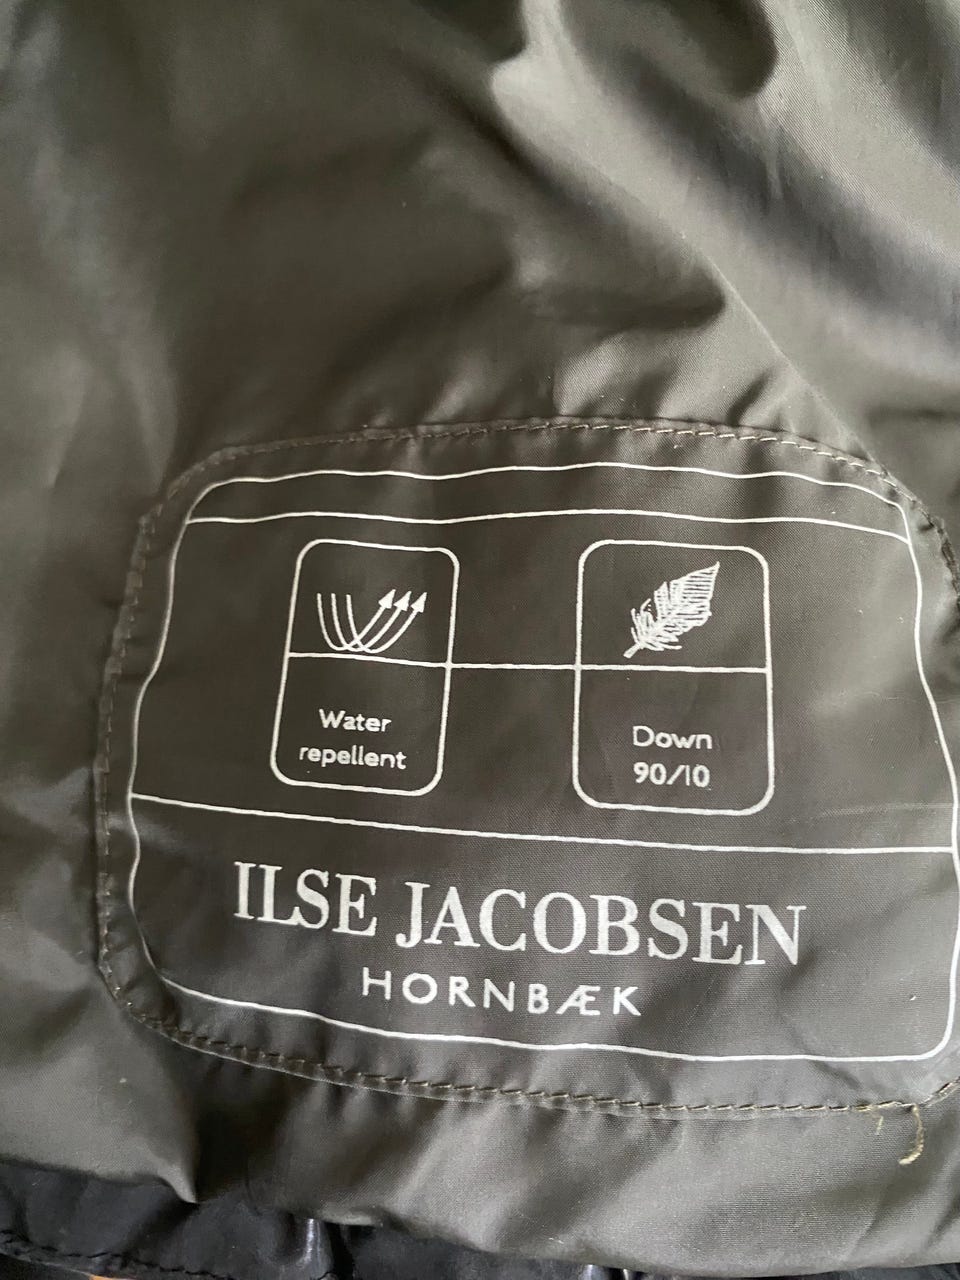 Water
repellent
Down
90/10
ILSE JACOBSEN
HORNBÆK